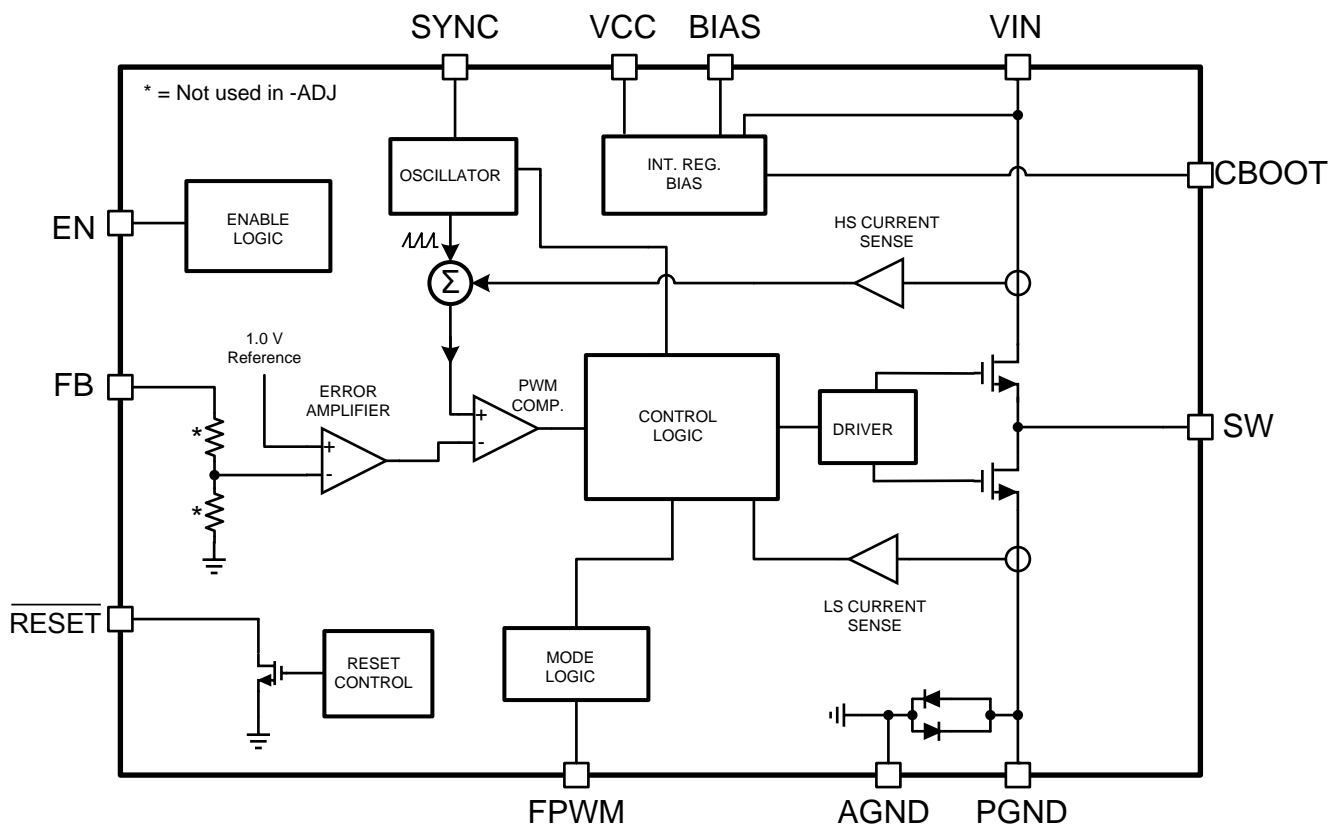 SYNC
VCC
BIAS
VIN
* = Not used in -ADJ
OSCILLATOR
INT. REG.
BIAS
CBOOT
EN
ENABLE
LOGIC
HS CURRENT
SENSE
Σ
1.0 V
Reference
FB
ERROR
AMPLIFIER
PWM
COMP.
*
+
-
+
-
CONTROL
LOGIC
DRIVER
SW
*
RESET
RESET
CONTROL
MODE
LOGIC
LS CURRENT
SENSE
FPWM
AGND
PGND